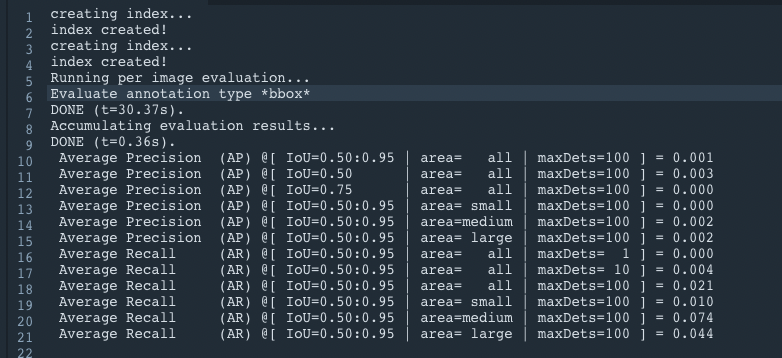 1 creating index...
2 index created!
3 creating index...
4 index created!
5 Running per image evaluation...
6 Evaluate annotation type *bbox*
7 DONE (t=30.37s).
8 Accumulating evaluation results...
9 DONE (t=0.36s).
10  Average Precision  (AP) @[ IoU=0.50:0.95 | area=   all | maxDets=100 ] = 0.001
11  Average Precision  (AP) @[ IoU=0.50      | area=   all | maxDets=100 ] = 0.003
12  Average Precision  (AP) @[ IoU=0.75      | area=   all | maxDets=100 ] = 0.000
13  Average Precision  (AP) @[ IoU=0.50:0.95 | area= small | maxDets=100 ] = 0.000
14  Average Precision  (AP) @[ IoU=0.50:0.95 | area=medium | maxDets=100 ] = 0.002
15  Average Precision  (AP) @[ IoU=0.50:0.95 | area= large | maxDets=100 ] = 0.002
16  Average Recall     (AR) @[ IoU=0.50:0.95 | area=   all | maxDets=  1 ] = 0.000
17  Average Recall     (AR) @[ IoU=0.50:0.95 | area=   all | maxDets= 10 ] = 0.004
18  Average Recall     (AR) @[ IoU=0.50:0.95 | area=   all | maxDets=100 ] = 0.021
19  Average Recall     (AR) @[ IoU=0.50:0.95 | area= small | maxDets=100 ] = 0.010
20  Average Recall     (AR) @[ IoU=0.50:0.95 | area=medium | maxDets=100 ] = 0.074
21  Average Recall     (AR) @[ IoU=0.50:0.95 | area= large | maxDets=100 ] = 0.044
22